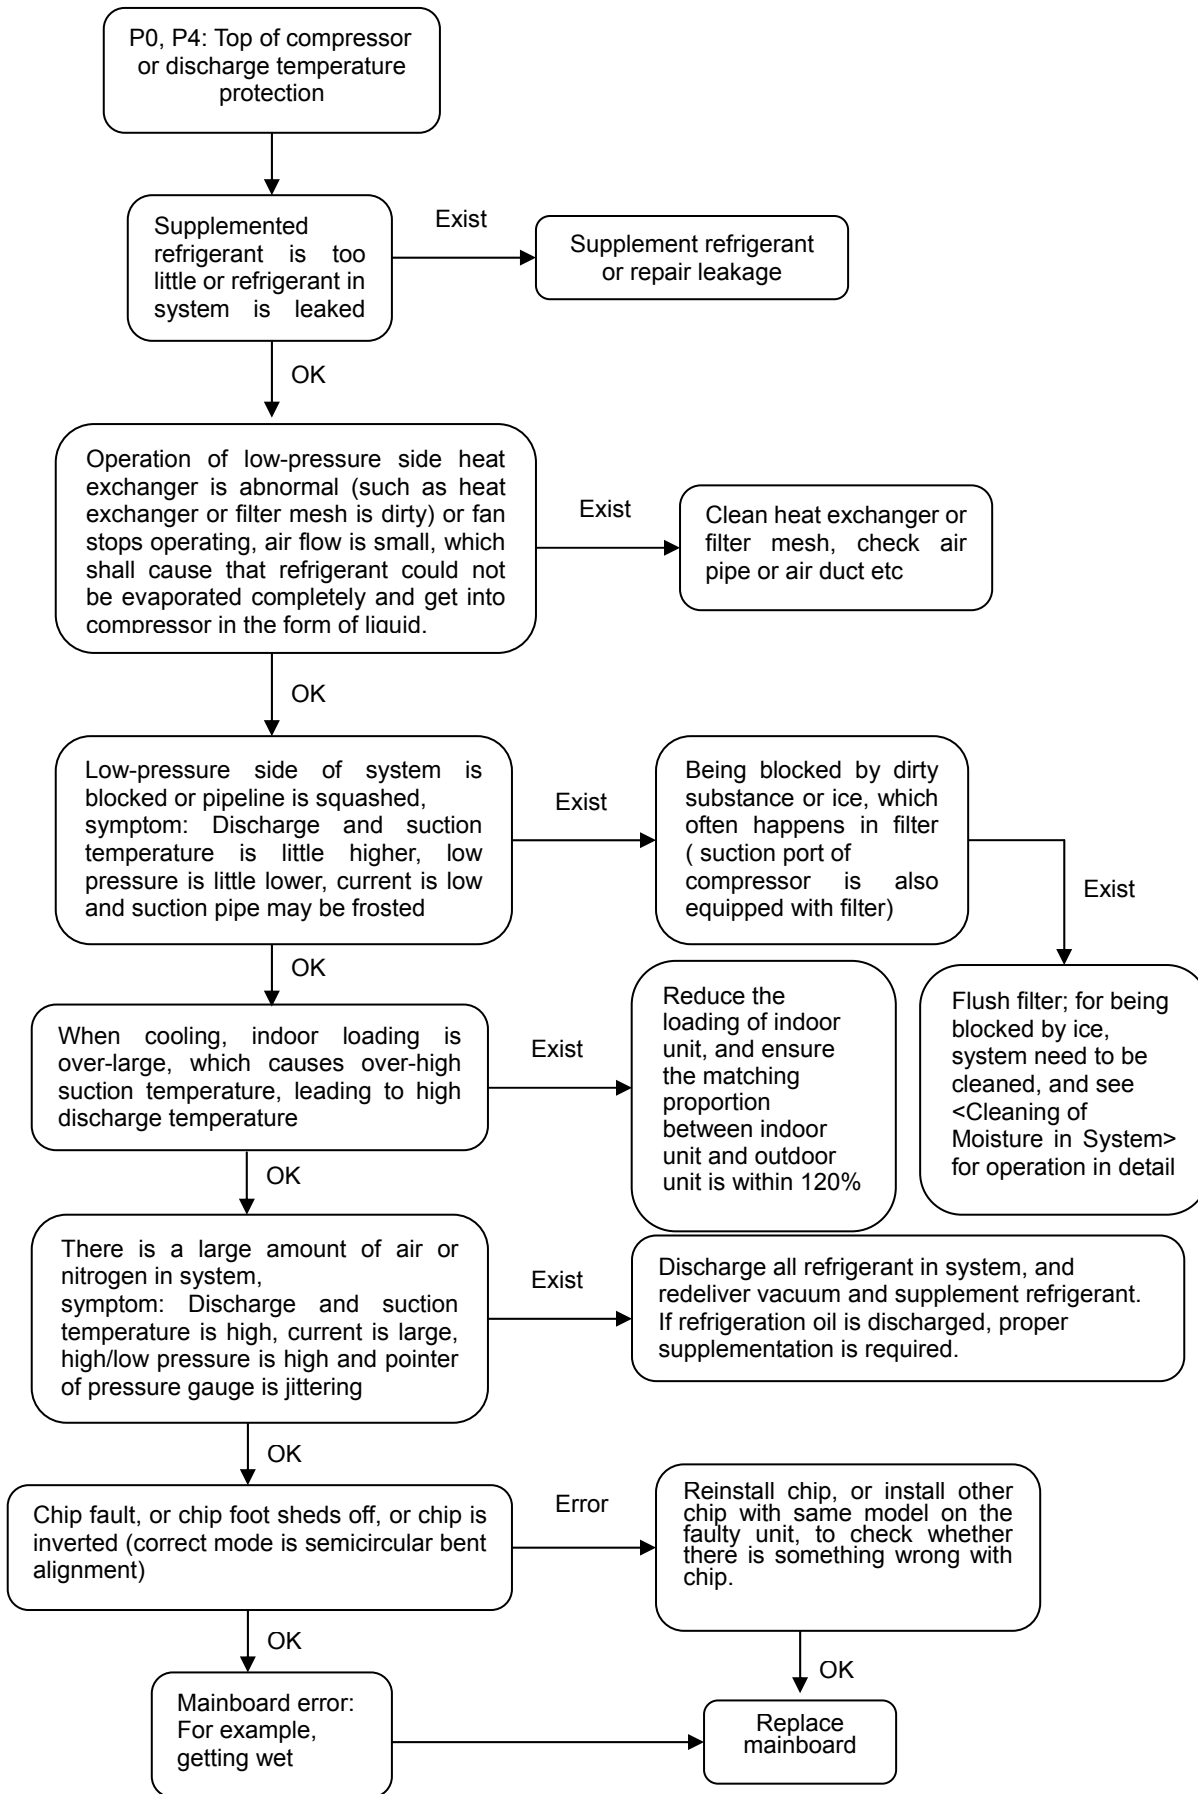 P0, P4: Top of compressor
or discharge temperature
protection
Supplemented
refrigerant is too
little or refrigerant in
system is leaked
Exist
Supplement refrigerant
or repair leakage
OK
Operation of low-pressure side heat
exchanger is abnormal (such as heat
exchanger or filter mesh is dirty) or fan
stops operating, air flow is small, which
shall cause that refrigerant could not
be evaporated completely and get into
compressor in the form of liquid.
Exist
Clean heat exchanger or
filter mesh, check air
pipe or air duct etc
OK
Low-pressure side of system is
blocked or pipeline is squashed,
symptom: Discharge and suction
temperature is little higher, low
pressure is little lower, current is low
and suction pipe may be frosted
Exist
Being blocked by dirty
substance or ice, which
often happens in filter
( suction port of
compressor is also
equipped with filter)
Exist
Flush filter; for being
blocked by ice,
system need to be
cleaned, and see
<Cleaning of
Moisture in System>
for operation in detail
OK
When cooling, indoor loading is
over-large, which causes over-high
suction temperature, leading to high
discharge temperature
Exist
Reduce the
loading of indoor
unit, and ensure
the matching
proportion
between indoor
unit and outdoor
unit is within 120%
OK
There is a large amount of air or
nitrogen in system,
symptom: Discharge and suction
temperature is high, current is large,
high/low pressure is high and pointer
of pressure gauge is jittering
Exist
Discharge all refrigerant in system, and
redeliver vacuum and supplement refrigerant.
If refrigeration oil is discharged, proper
supplementation is required.
OK
Chip fault, or chip foot sheds off, or chip is
inverted (correct mode is semicircular bent
alignment)
Error
Reinstall chip, or install other
chip with same model on the
faulty unit, to check whether
there is something wrong with
chip.
OK
OK
Mainboard error:
For example,
getting wet
Replace
mainboard